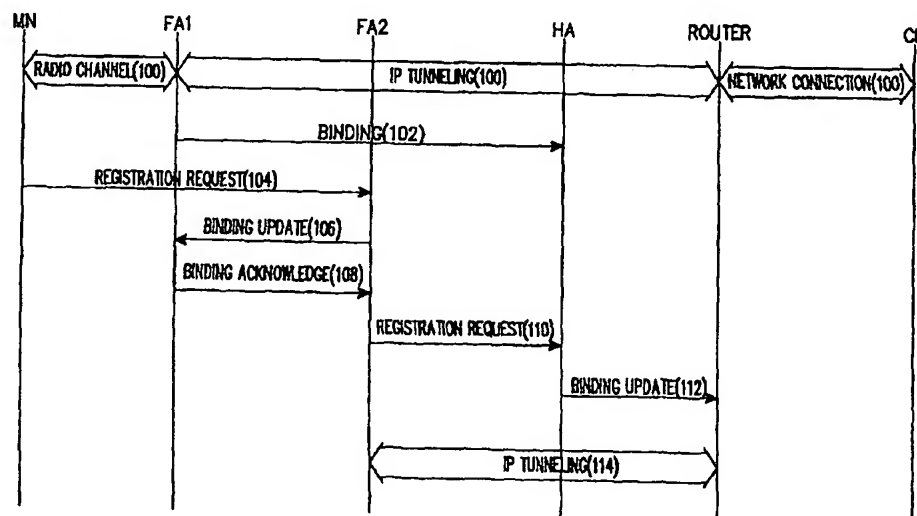 MN FA1 FA2 HA ROUTER
RADIO CHANNEL(100) IP TUNNELING(100) NETWORK CONNECTION(100)
BINDING(102)
REGISTRATION REQUEST(104)
BINDING UPDATE(106)
BINDING ACKNOWLEDGE(108)
REGISTRATION REQUEST(110)
BINDING UPDATE(112)
IP TUNNELING(114)